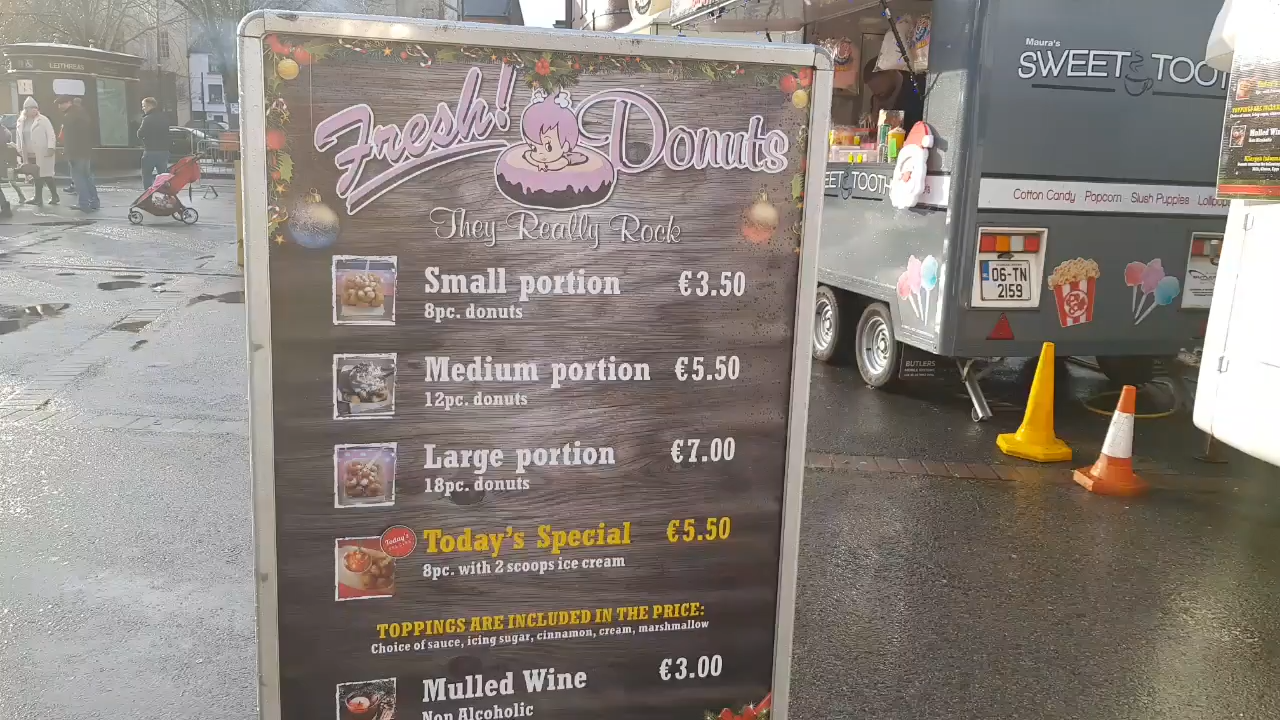 Fresh! Donuts
They Really Rock
Small portion €3.50
8pc. donuts
Medium portion €5.50
12pc. donuts
Large portion €7.00
18pc. donuts
Today's
Today's Special €5.50
8pc. with 2 scoops ice cream
TOPPINGS ARE INCLUDED IN THE PRICE:
Choice of sauce, icing sugar, cinnamon, cream, marshmallow
Mulled Wine €3.00
Non Alcoholic
LEITHREAS
Maura's
SWEET TOOT
EET TOOTH
Cotton Candy Popcorn Slush Puppies Lollipop
06-TN
2159
BUTLERS
Mulled Wine